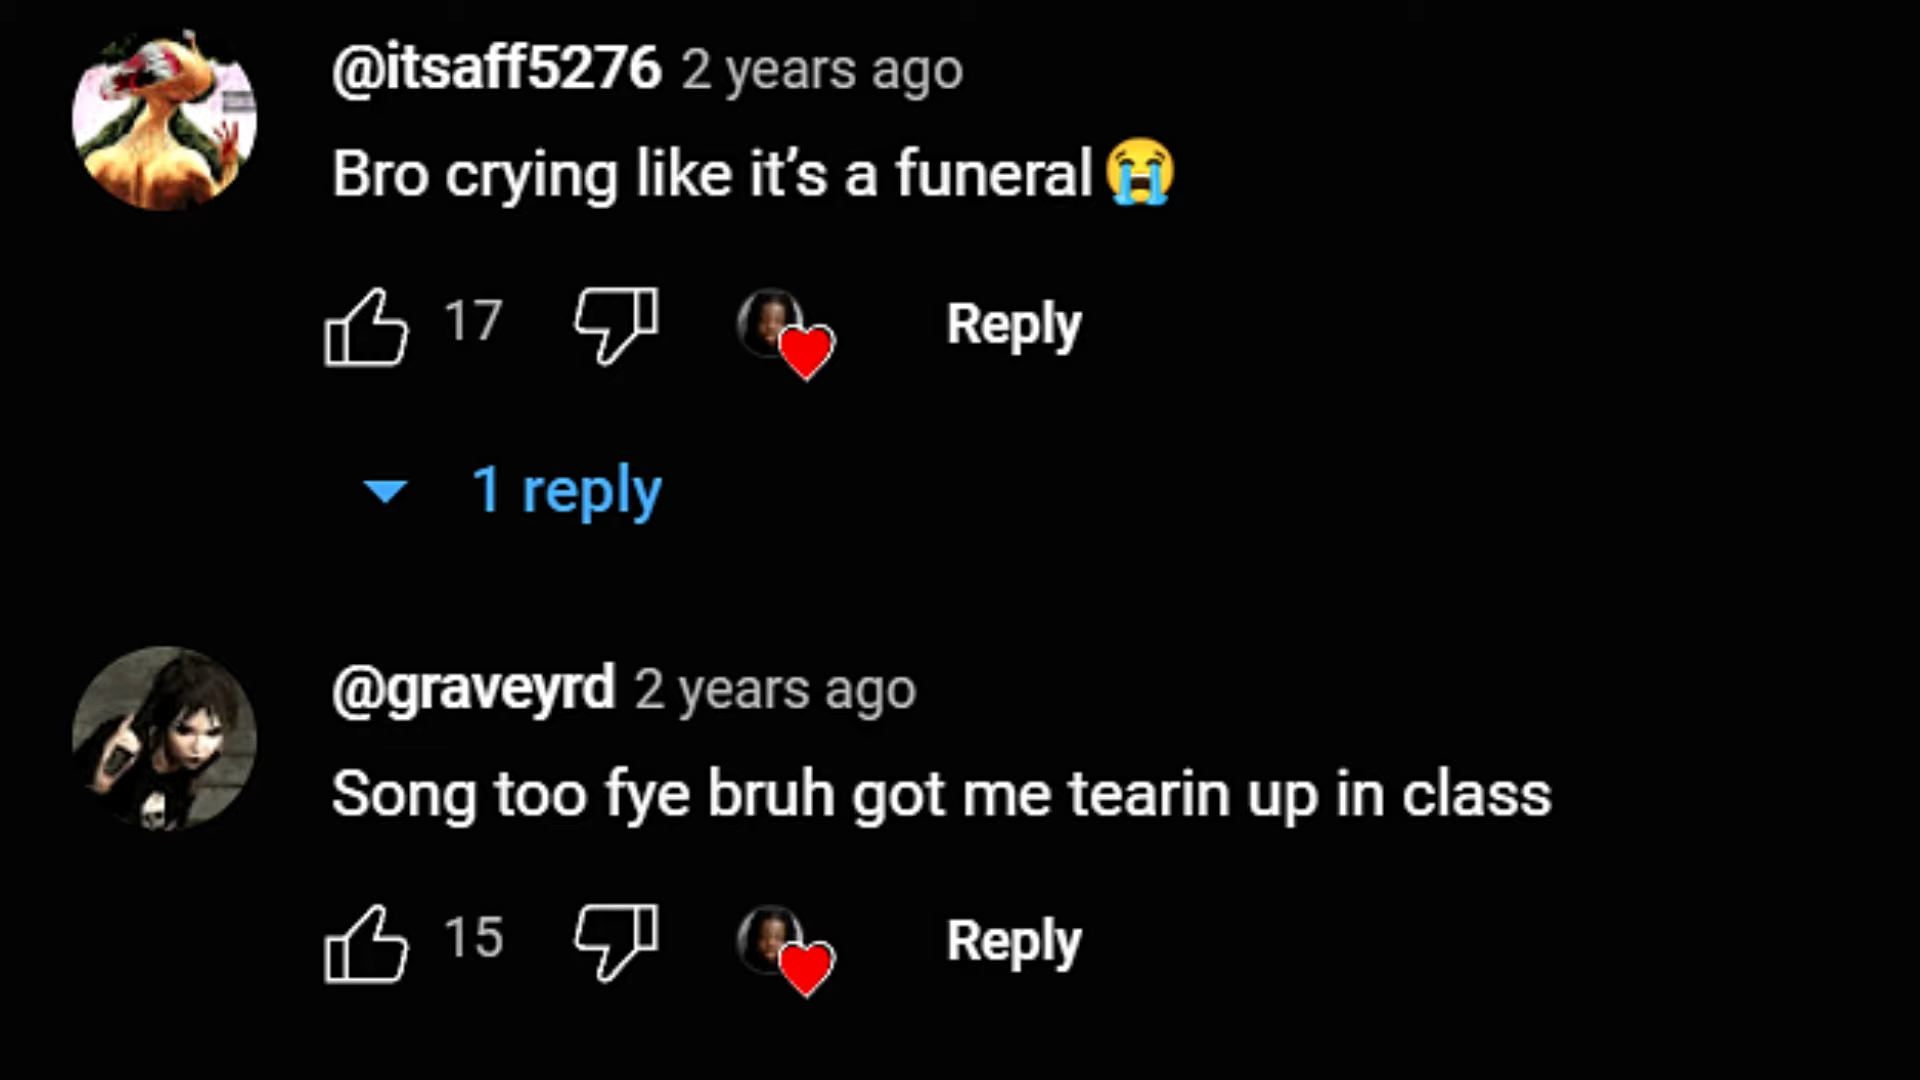 @itsaff5276 2 years ago
Bro crying like it’s a funeral😭
17 Reply
1 reply
@graveyrd 2 years ago
Song too fye bruh got me tearin up in class
15 Reply